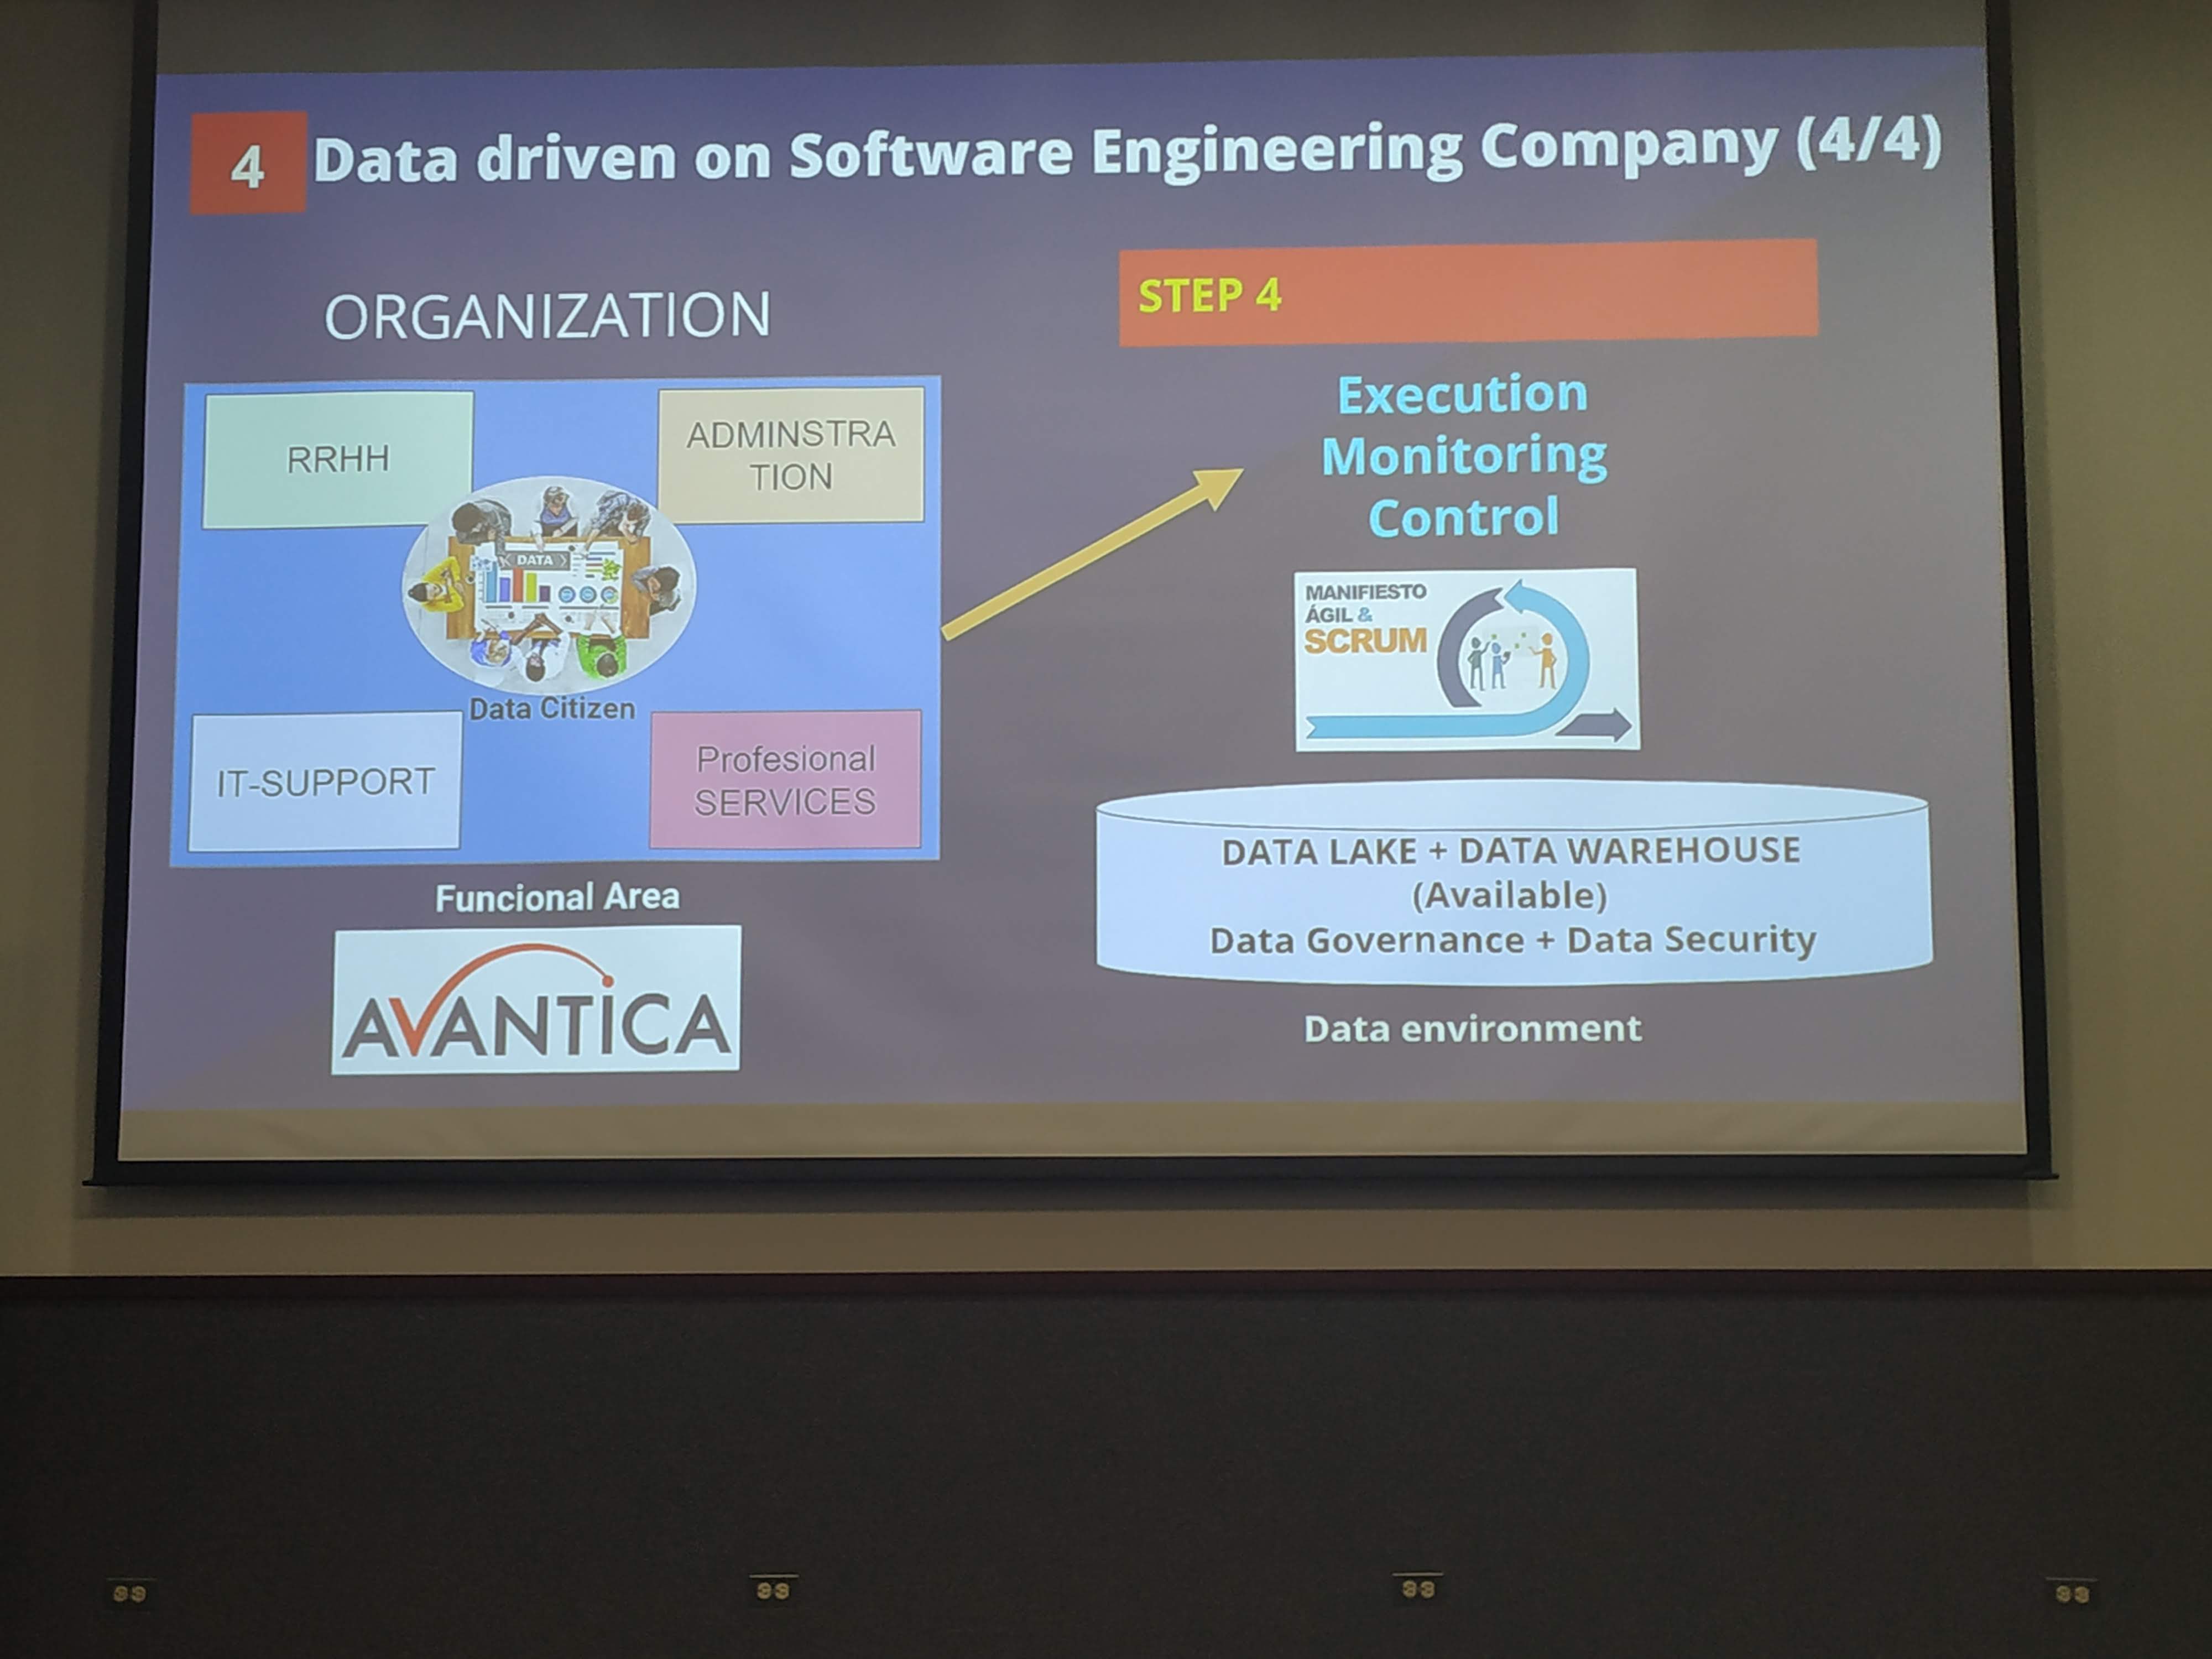 4
Data driven on Software Engineering Company (4/4)
ORGANIZATION
RRHH
ADMINSTRA
TION
DATA
Data Citizen
IT-SUPPORT
Profesional
SERVICES
Funcional Area
AVANTICA
STEP 4
Execution
Monitoring
Control
MANIFIESTO
ÁGIL &
SCRUM
DATA LAKE + DATA WAREHOUSE
(Available)
Data Governance + Data Security
Data environment